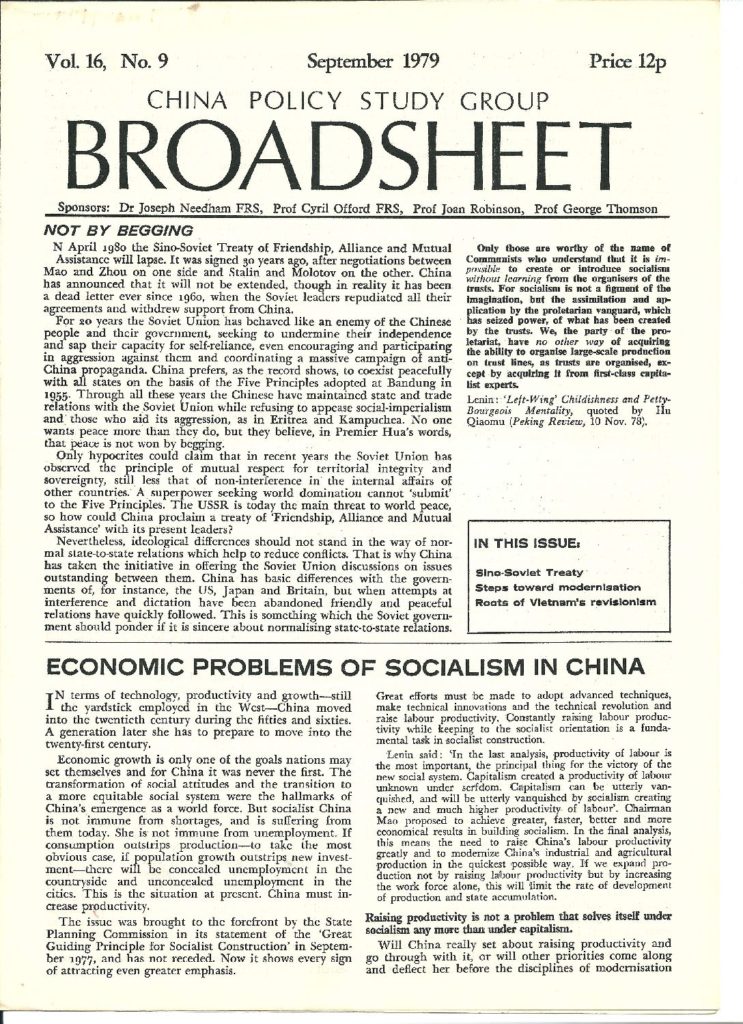 Vol. 16, No. 9 September 1979 Price 12p
CHINA POLICY STUDY GROUP
BROADSHEET
Sponsors: Dr Joseph Needham FRS, Prof Cyril Offord FRS, Prof Joan Robinson, Prof George Thomson
NOT BY BEGGING
N April 1980 the Sino-Soviet Treaty of Friendship, Alliance and Mutual
Assistance will lapse. It was signed 30 years ago, after negotiations between
Mao and Zhou on one side and Stalin and Molotov on the other. China
has announced that it will not be extended, though in reality it has been
a dead letter ever since 1960, when the Soviet leaders repudiated all their
agreements and withdrew support from China.
For 20 years the Soviet Union has behaved like an enemy of the Chinese
people and their government, seeking to undermine their independence
and sap their capacity for self-reliance, even encouraging and participating
in aggression against them and coordinating a massive campaign of anti-
China propaganda. China prefers, as the record shows, to coexist peacefully
with all states on the basis of the Five Principles adopted at Bandung in
1955. Through all these years the Chinese have maintained state and trade
relations with the Soviet Union while refusing to appease social-imperialism
and those who aid its aggression, as in Eritrea and Kampuchea. No one
wants peace more than they do, but they believe, in Premier Hua's words,
that peace is not won by begging.
Only hypocrites could claim that in recent years the Soviet Union has
observed the principle of mutual respect for territorial integrity and
sovereignty, still less that of non-interference in the internal affairs of
other countries. A superpower seeking world domination cannot 'submit'
to the Five Principles. The USSR is today the main threat to world peace,
so how could China proclaim a treaty of 'Friendship, Alliance and Mutual
Assistance' with its present leaders?
Nevertheless, ideological differences should not stand in the way of nor-
mal state-to-state relations which help to reduce conflicts. That is why China
has taken the initiative in offering the Soviet Union discussions on issues
outstanding between them. China has basic differences with the govern-
ments of, for instance, the US, Japan and Britain, but when attempts at
interference and dictation have been abandoned friendly and peaceful
relations have quickly followed. This is something which the Soviet govern-
ment should ponder if it is sincere about normalising state-to-state relations.
Only those are worthy of the name of
Communists who understand that it is im-
possible to create or introduce socialism
without learning from the organisers of the
trusts. For socialism is not a figment of the
imagination, but the assimilation and ap-
plication by the proletarian vanguard, which
has seized power, of what has been created
by the trusts. We, the party of the pro-
letariat, have no other way of acquiring
the ability to organise large-scale production
on trust lines, as trusts are organised, ex-
cept by acquiring it from first-class capita-
list experts.
Lenin: 'Left-Wing' Childishness and Petty-
Bourgeois Mentality, quoted by Hu
Qiaomu (Peking Review, 10 Nov. 78).
IN THIS ISSUE:
Sino-Soviet Treaty
Steps toward modernisation
Roots of Vietnam's revisionism
ECONOMIC PROBLEMS OF SOCIALISM IN CHINA
IN terms of technology, productivity and growth—still
the yardstick employed in the West—China moved
into the twentieth century during the fifties and sixties.
A generation later she has to prepare to move into the
twenty-first century.
Economic growth is only one of the goals nations may
set themselves and for China it was never the first. The
transformation of social attitudes and the transition to
a more equitable social system were the hallmarks of
China's emergence as a world force. But socialist China
is not immune from shortages, and is suffering from
them today. She is not immune from unemployment. If
consumption outstrips production—to take the most
obvious case, if population growth outstrips new invest-
ment—there will be concealed unemployment in the
countryside and unconcealed unemployment in the
cities. This is the situation at present. China must in-
crease productivity.
The issue was brought to the forefront by the State
Planning Commission in its statement of the 'Great
Guiding Principle for Socialist Construction' in Septem-
ber 1977, and has not receded. Now it shows every sign
of attracting even greater emphasis.
Great efforts must be made to adopt advanced techniques,
make technical innovations and the technical revolution and
raise labour productivity. Constantly raising labour produc-
tivity while keeping to the socialist orientation is a funda-
mental task in socialist construction.
Lenin said: 'In the last analysis, productivity of labour is
the most important, the principal thing for the victory of the
new social system. Capitalism created a productivity of labour
unknown under serfdom. Capitalism can be utterly van-
quished, and will be utterly vanquished by socialism creating
a new and much higher productivity of labour'. Chairman
Mao proposed to achieve greater, faster, better and more
economical results in building socialism. In the final analysis,
this means the need to raise China's labour productivity
greatly and to modernize China's industrial and agricultural
production in the quickest possible way. If we expand pro-
duction not by raising labour productivity but by increasing
the work force alone, this will limit the rate of development
of production and state accumulation.
Raising productivity is not a problem that solves itself under
socialism any more than under capitalism.
Will China really set about raising productivity and
go through with it, or will other priorities come along
and deflect her before the disciplines of modernisation